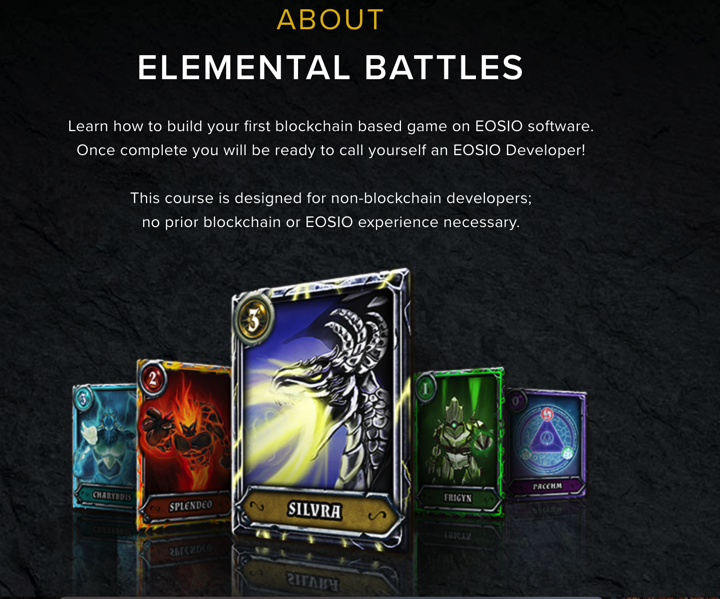 ABOUT
ELEMENTAL BATTLES
Learn how to build your first blockchain based game on EOSIO software.
Once complete you will be ready to call yourself an EOSIO Developer!
This course is designed for non-blockchain developers;
no prior blockchain or EOSIO experience necessary.
3
CHARYBDIS
2
SPLENDEO
3
SILVRA
1
FRIGYN
0
PACEHM